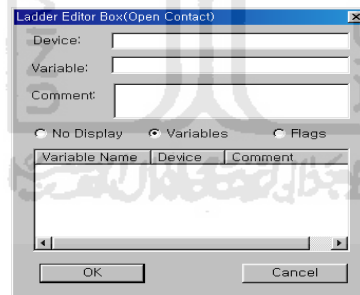 Ladder Editor Box(Open Contact)
Device:
Variable:
Comment:
No Display Variables Flags
Variable Name Device Comment
OK Cancel